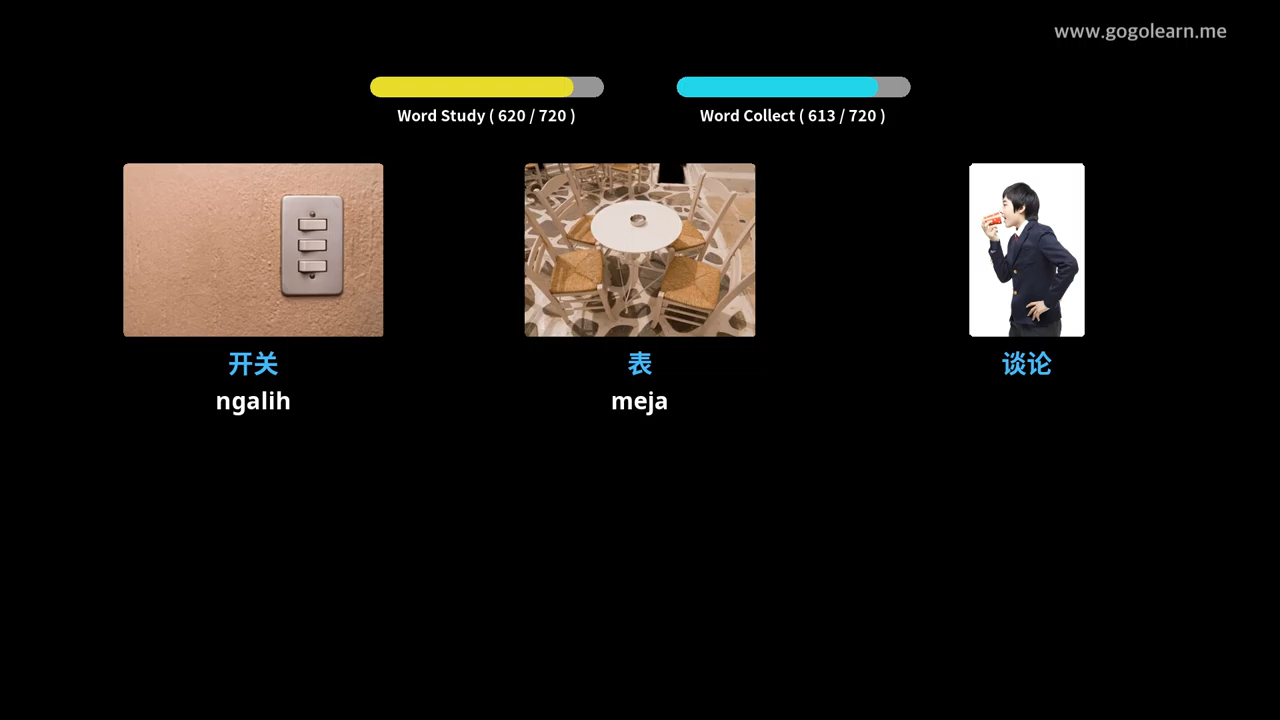 www.gogolearn.me
Word Study ( 620 / 720 )
Word Collect ( 613 / 720 )
开关
表
谈论
ngalih
meja